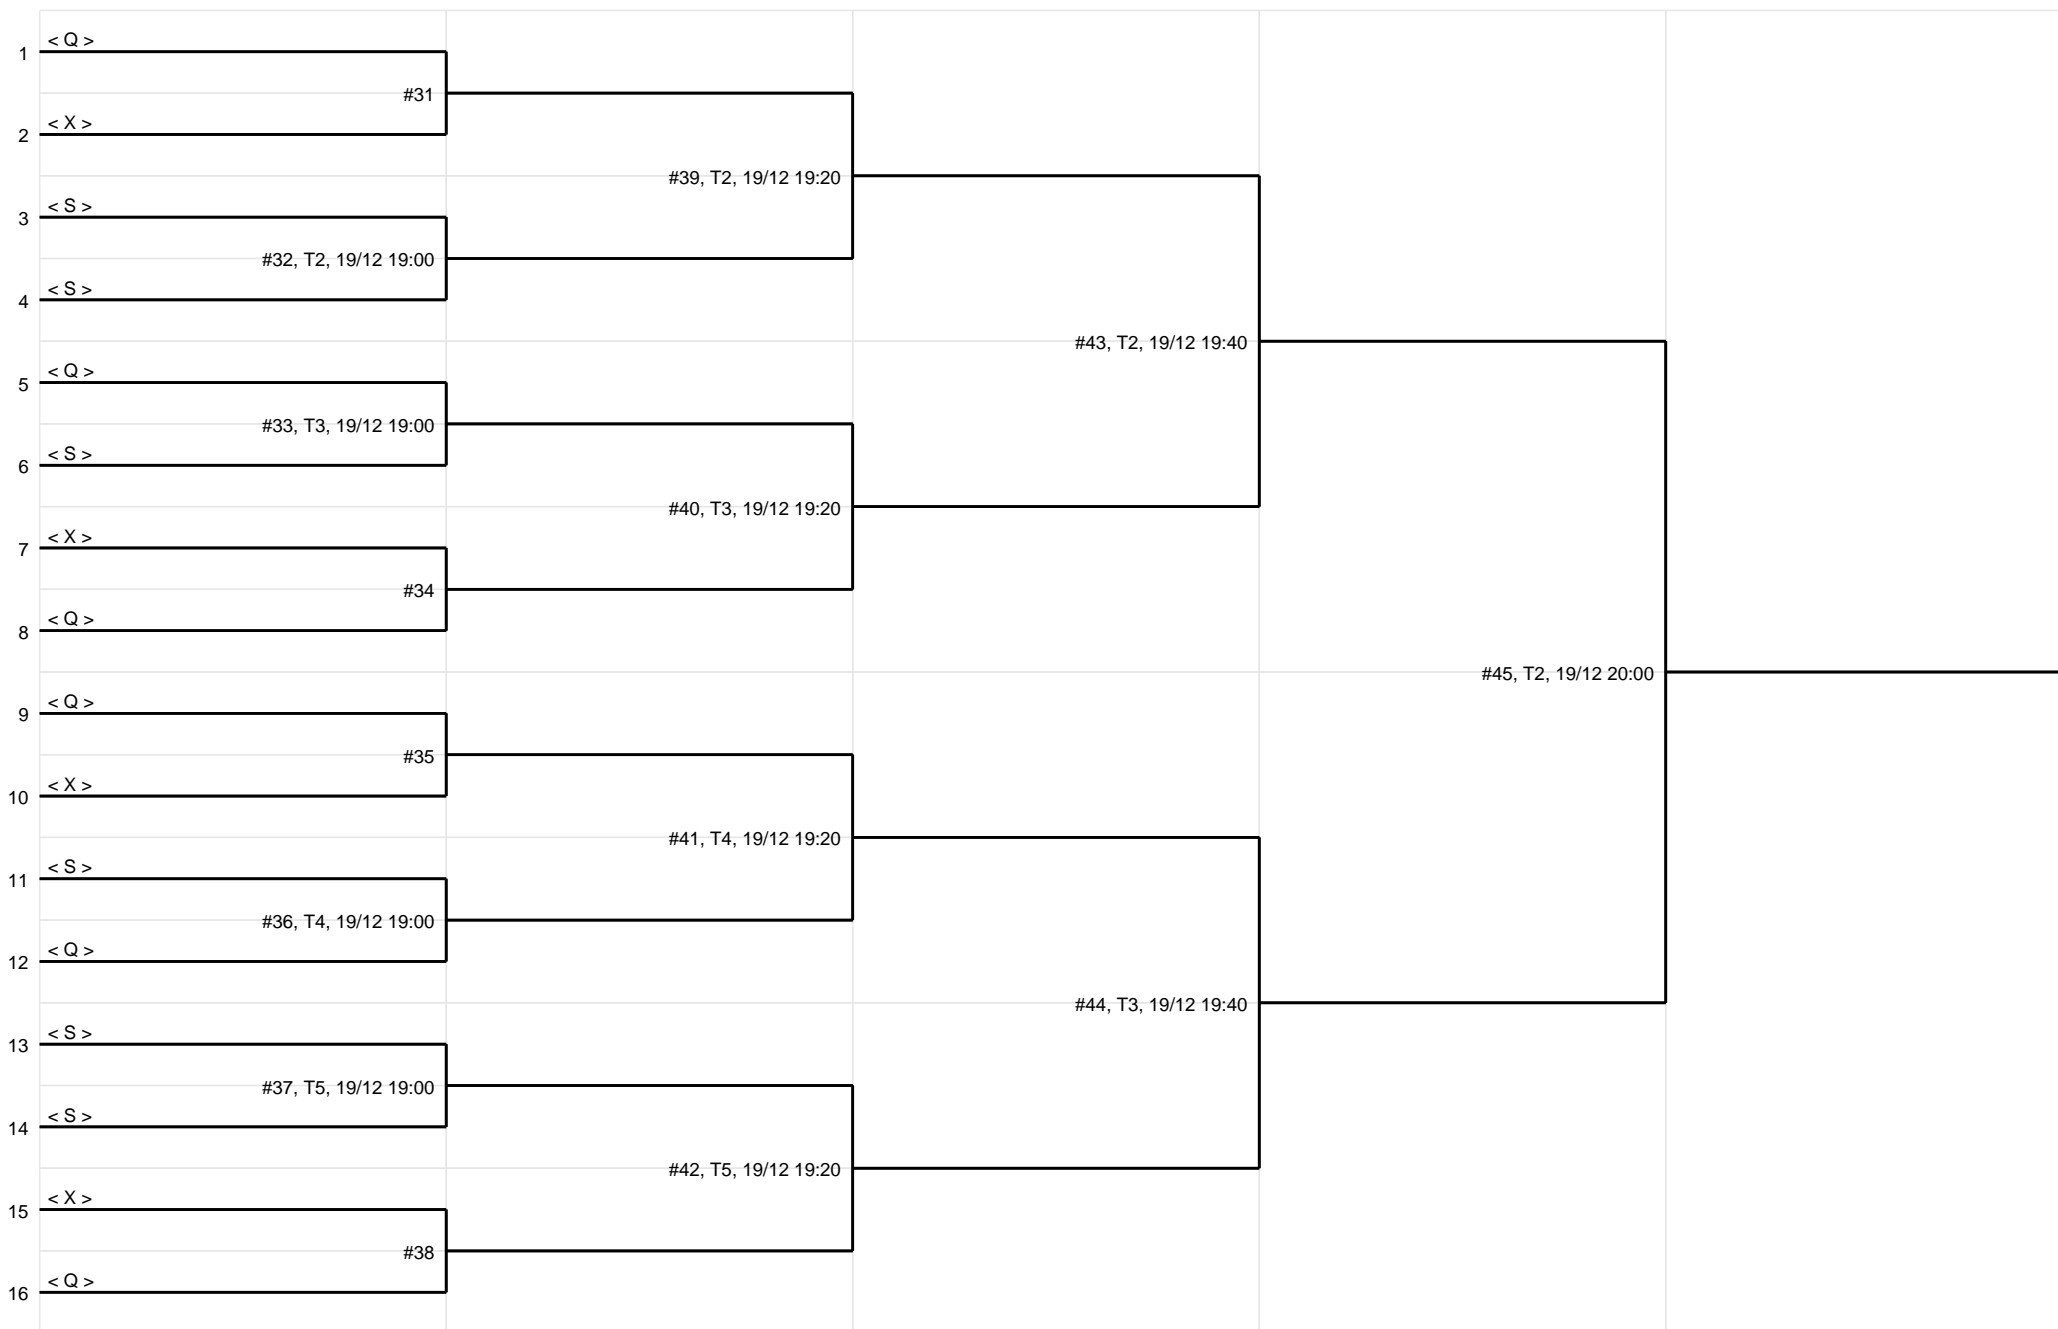 < Q >
1
#31
< X >
2
#39, T2, 19/12 19:20
< S >
3
#32, T2, 19/12 19:00
< S >
4
#43, T2, 19/12 19:40
< Q >
5
#33, T3, 19/12 19:00
< S >
6
#40, T3, 19/12 19:20
< X >
7
#34
< Q >
8
#45, T2, 19/12 20:00
< Q >
9
#35
< X >
10
#41, T4, 19/12 19:20
< S >
11
#36, T4, 19/12 19:00
< Q >
12
#44, T3, 19/12 19:40
< S >
13
#37, T5, 19/12 19:00
< S >
14
#42, T5, 19/12 19:20
< X >
15
#38
< Q >
16